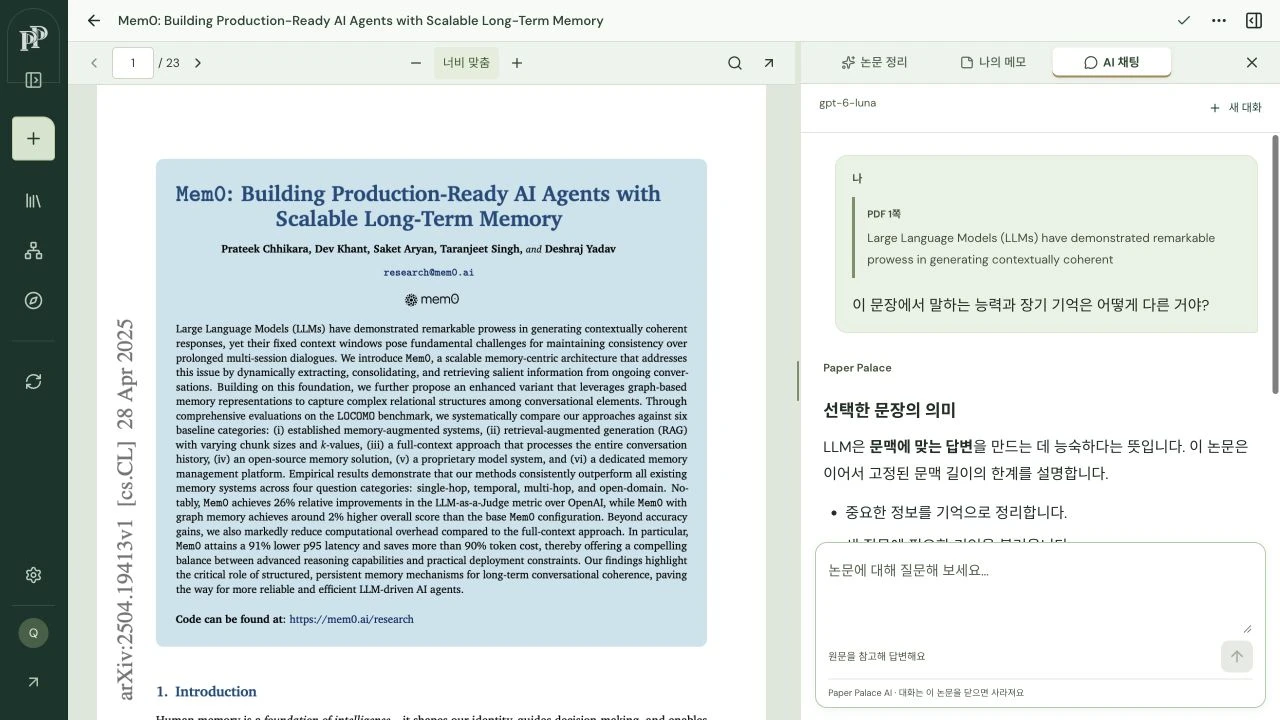 Mem0: Building Production-Ready AI Agents with Scalable Long-Term Memory
1 / 23
너비 맞춤
논문 정리
나의 메모
AI 채팅
gpt-6-luna
새 대화
arXiv:2504.19413v1 [cs.CL] 28 Apr 2025
Mem0: Building Production-Ready AI Agents with
Scalable Long-Term Memory
Prateek Chhikara, Dev Khant, Saket Aryan, Taranjeet Singh, and Deshraj Yadav
research@mem0.ai
mem0
Large Language Models (LLMs) have demonstrated remarkable prowess in generating contextually coherent
responses, yet their fixed context windows pose fundamental challenges for maintaining consistency over
prolonged multi-session dialogues. We introduce Mem0, a scalable memory-centric architecture that addresses
this issue by dynamically extracting, consolidating, and retrieving salient information from ongoing conver-
sations. Building on this foundation, we further propose an enhanced variant that leverages graph-based
memory representations to capture complex relational structures among conversational elements. Through
comprehensive evaluations on the LOCOMO benchmark, we systematically compare our approaches against six
baseline categories: (i) established memory-augmented systems, (ii) retrieval-augmented generation (RAG)
with varying chunk sizes and k-values, (iii) a full-context approach that processes the entire conversation
history, (iv) an open-source memory solution, (v) a proprietary model system, and (vi) a dedicated memory
management platform. Empirical results demonstrate that our methods consistently outperform all existing
memory systems across four question categories: single-hop, temporal, multi-hop, and open-domain. No-
tably, Mem0 achieves 26% relative improvements in the LLM-as-a-Judge metric over OpenAI, while Mem0 with
graph memory achieves around 2% higher overall score than the base Mem0 configuration. Beyond accuracy
gains, we also markedly reduce computational overhead compared to the full-context approach. In particular,
Mem0 attains a 91% lower p95 latency and saves more than 90% token cost, thereby offering a compelling
balance between advanced reasoning capabilities and practical deployment constraints. Our findings highlight
the critical role of structured, persistent memory mechanisms for long-term conversational coherence, paving
the way for more reliable and efficient LLM-driven AI agents.
Code can be found at: https://mem0.ai/research
1. Introduction
Human memory is a foundation of intelligence—it shapes our identity, guides decision-making, and enables
나
PDF 1쪽
Large Language Models (LLMs) have demonstrated remarkable
prowess in generating contextually coherent
이 문장에서 말하는 능력과 장기 기억은 어떻게 다른 거야?
Paper Palace
선택한 문장의 의미
LLM은 문맥에 맞는 답변을 만드는 데 능숙하다는 뜻입니다. 이 논문은
이어서 고정된 문맥 길이의 한계를 설명합니다.
• 중요한 정보를 기억으로 정리합니다.
논문에 대해 질문해 보세요...
원문을 참고해 답변해요
Paper Palace AI · 대화는 이 논문을 닫으면 사라져요
Q